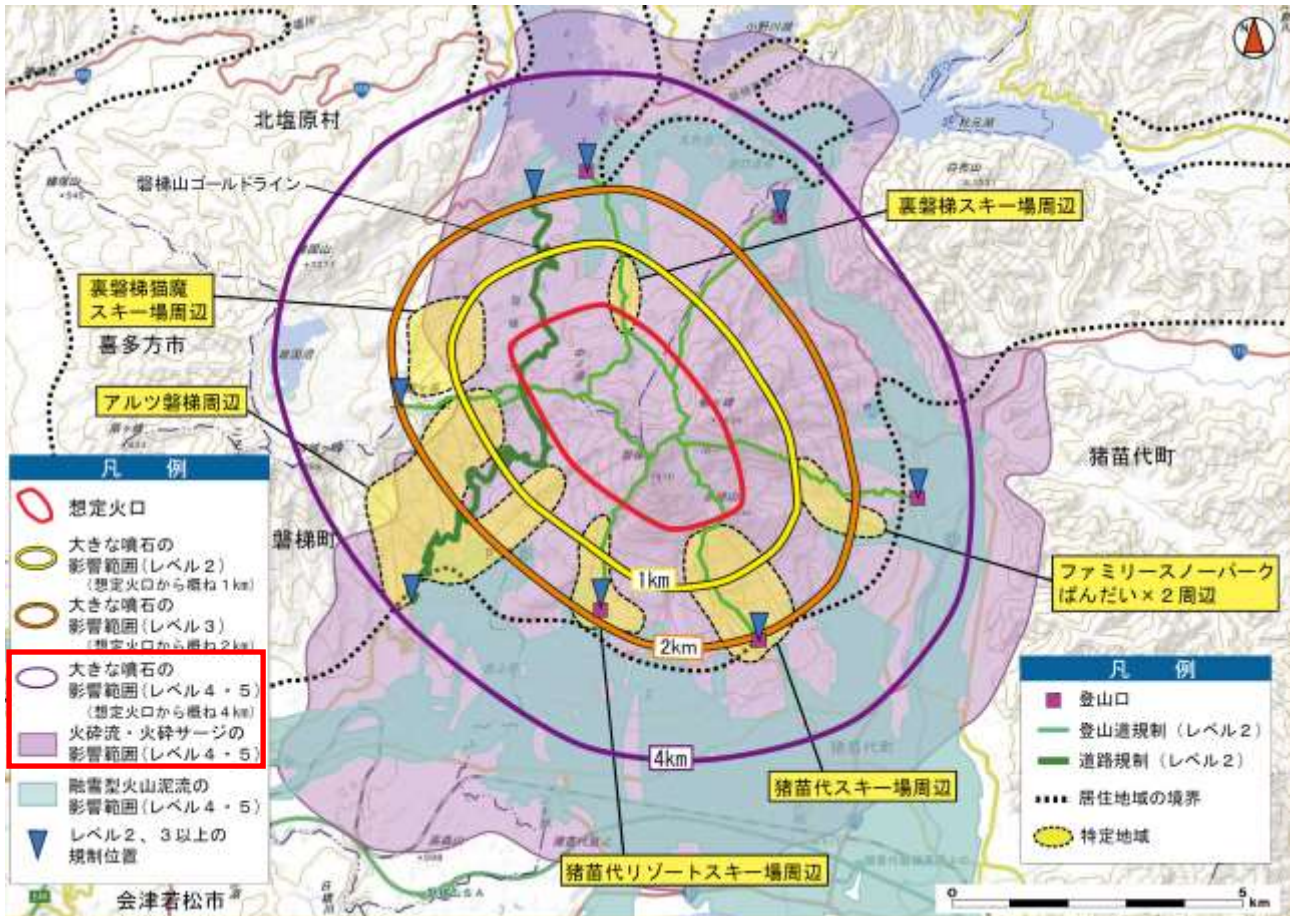 小野川湖
北塩原村
秋元湖
磐梯山ゴールドライン
裏磐梯スキー場周辺
裏磐梯猫魔
スキー場周辺
喜多方市
アルツ磐梯周辺
猪苗代町
磐梯町
1km
ファミリースノーパーク
ばんだい×2周辺
2km
4km
猪苗代スキー場周辺
猪苗代リゾートスキー場周辺
会津若松市
凡 例
想定火口
大きな噴石の
影響範囲(レベル2)
(想定火口から概ね1km)
大きな噴石の
影響範囲(レベル3)
(想定火口から概ね2km)
大きな噴石の
影響範囲(レベル4・5)
(想定火口から概ね4km)
火砕流・火砕サージの
影響範囲(レベル4・5)
融雪型火山泥流の
影響範囲(レベル4・5)
レベル2、3以上の
規制位置
凡 例
登山口
登山道規制(レベル2)
道路規制(レベル2)
居住地域の境界
特定地域
0
5
km